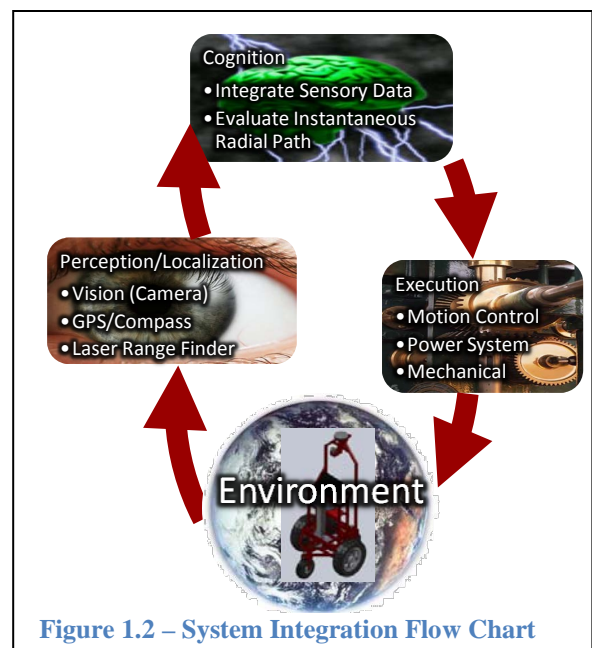 Cognition
•Integrate Sensory Data
•Evaluate Instantaneous
Radial Path
Perception/Localization
•Vision (Camera)
•GPS/Compass
•Laser Range Finder
Execution
•Motion Control
•Power System
•Mechanical
Environment
Figure 1.2 – System Integration Flow Chart